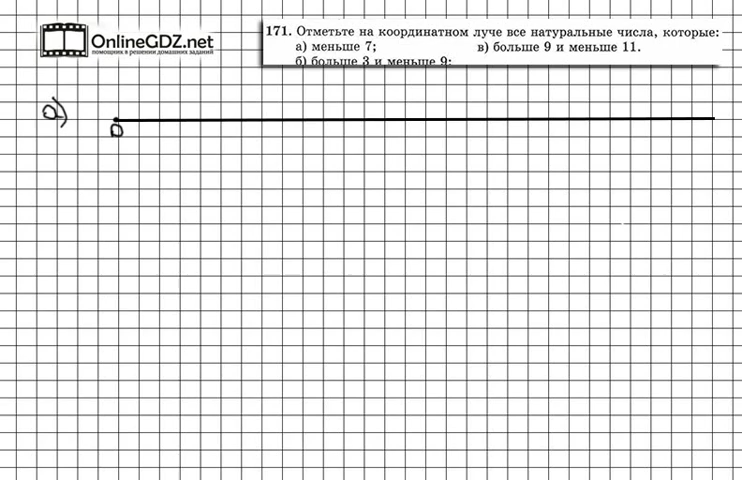 OnlineGDZ.net
помощник в решении домашних заданий
171. Отметьте на координатном луче все натуральные числа, которые:
а) меньше 7; в) больше 9 и меньше 11.
б) больше 3 и меньше 9;
а)
0